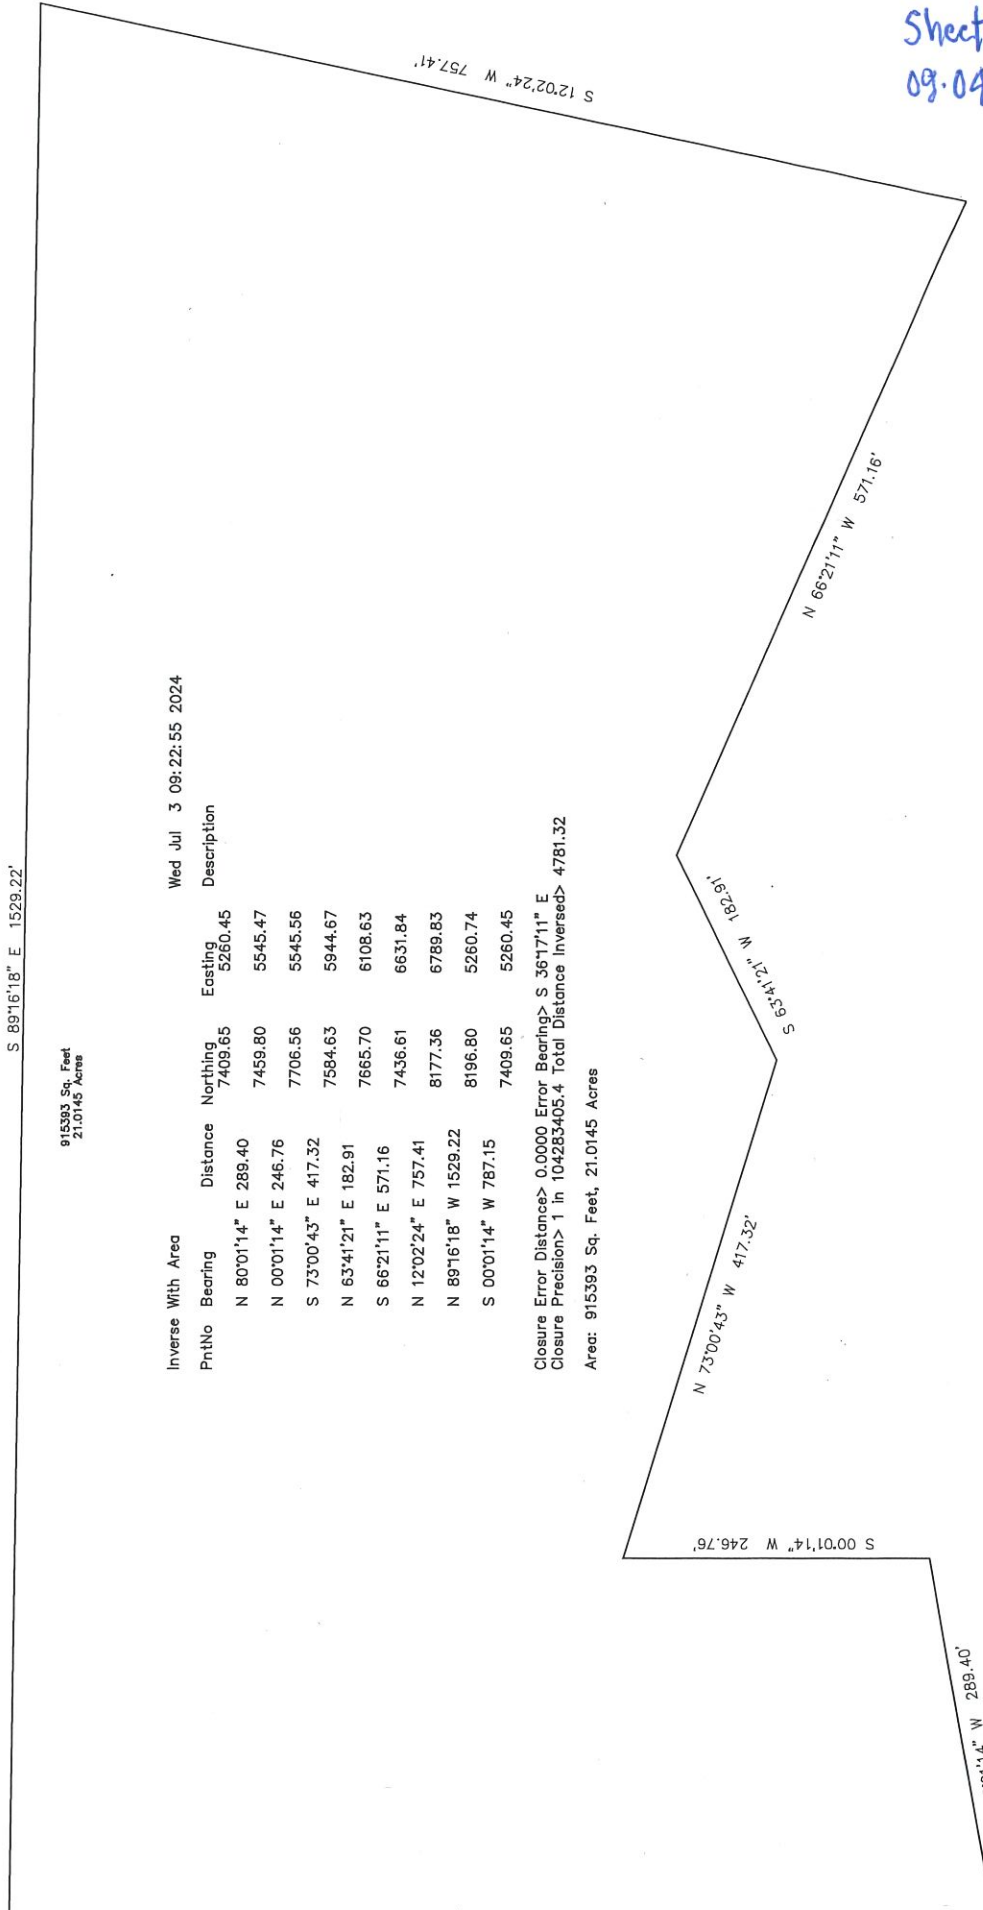 Sheet
09.04
S 89°16'18" E 1529.22'
S 12°02'24" W 757.41'
915393 Sq. Feet
21.0145 Acres
Inverse With Area Wed Jul 3 09:22:55 2024
PntNo Bearing Distance Northing Easting Description
7409.65 5260.45
N 80°01'14" E 289.40
7459.80 5545.47
N 00°01'14" E 246.76
7706.56 5545.56
S 73°00'43" E 417.32
7584.63 5944.67
N 63°41'21" E 182.91
7665.70 6108.63
S 66°21'11" E 571.16
7436.61 6631.84
N 12°02'24" E 757.41
8177.36 6789.83
N 89°16'18" W 1529.22
8196.80 5260.74
S 00°01'14" W 787.15
7409.65 5260.45
Closure Error Distance> 0.0000 Error Bearing> S 36°17'11" E
Closure Precision> 1 in 104283405.4 Total Distance Inversed> 4781.32
Area: 915393 Sq. Feet, 21.0145 Acres
N 66°21'11" W 571.16'
S 63°41'21" W 182.91'
N 73°00'43" W 417.32'
S 00°01'14" W 246.76'
W 289.40'